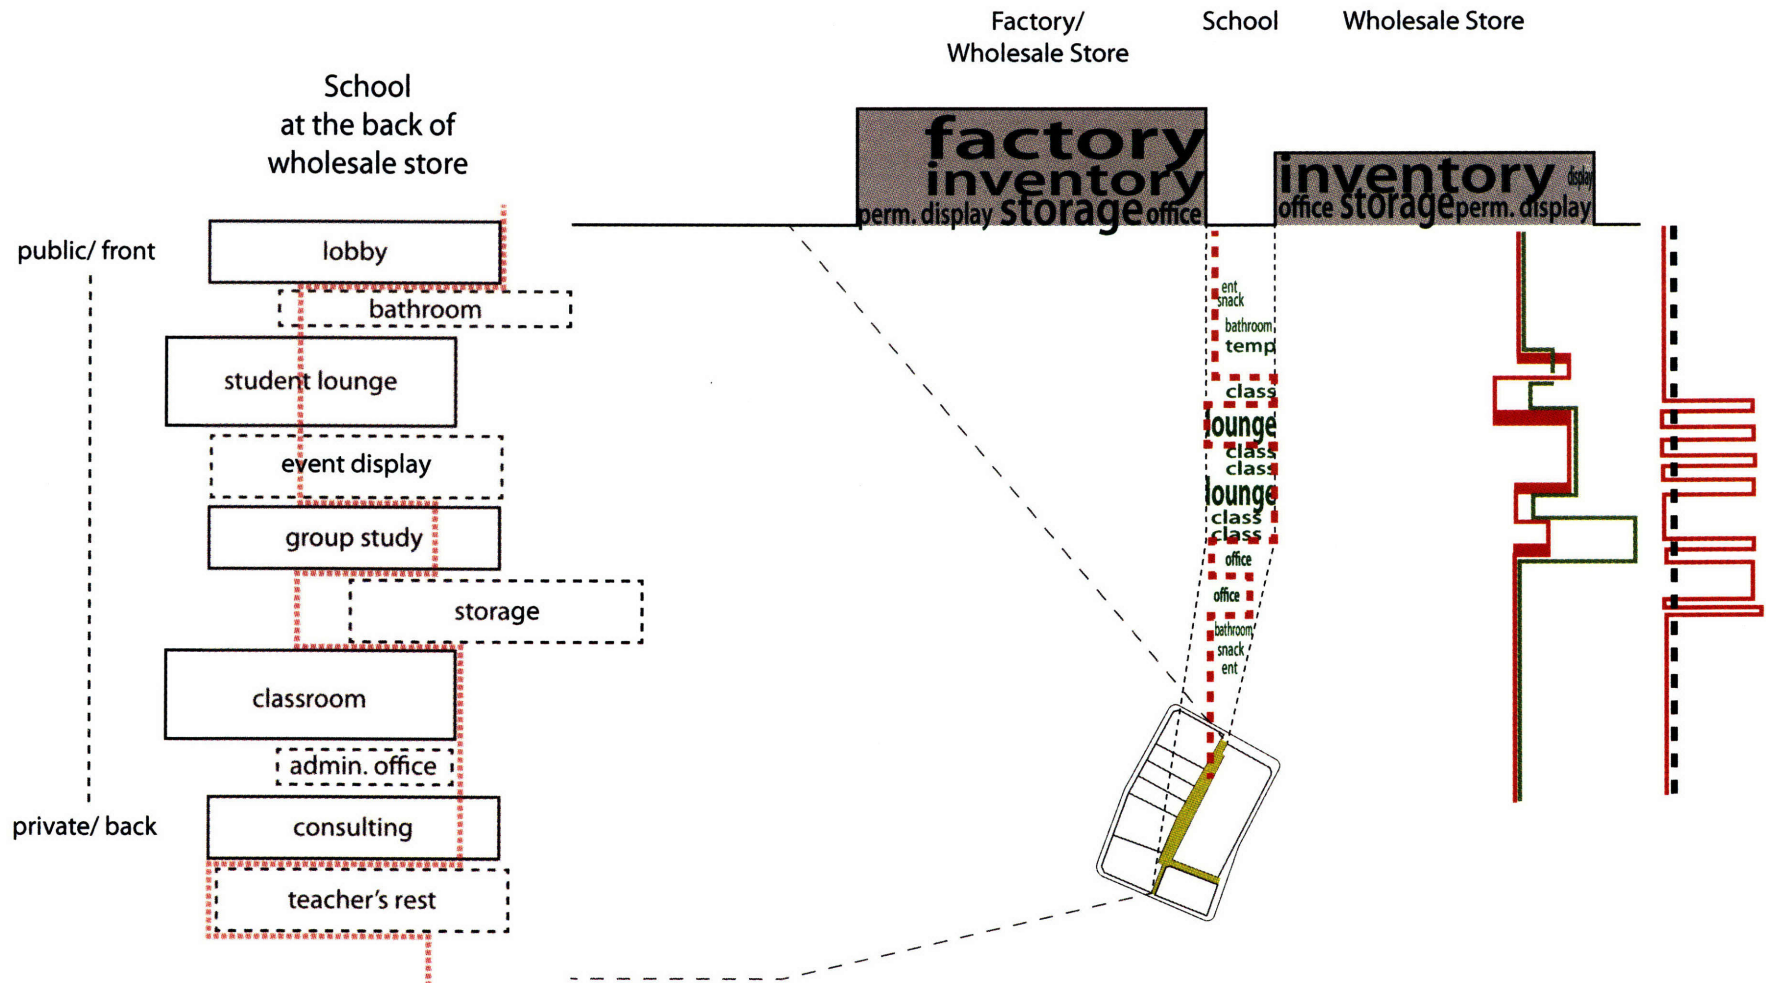 Factory/
Wholesale Store
School
Wholesale Store
School
at the back of
wholesale store
public/ front
private/ back
lobby
bathroom
student lounge
event display
group study
storage
classroom
admin. office
consulting
teacher's rest
factory
inventory
perm. display storage office
inventory display
office storage perm. display
ent
snack
bathroom
temp
class
lounge
class
class
lounge
class
class
office
office
bathroom
snack
ent